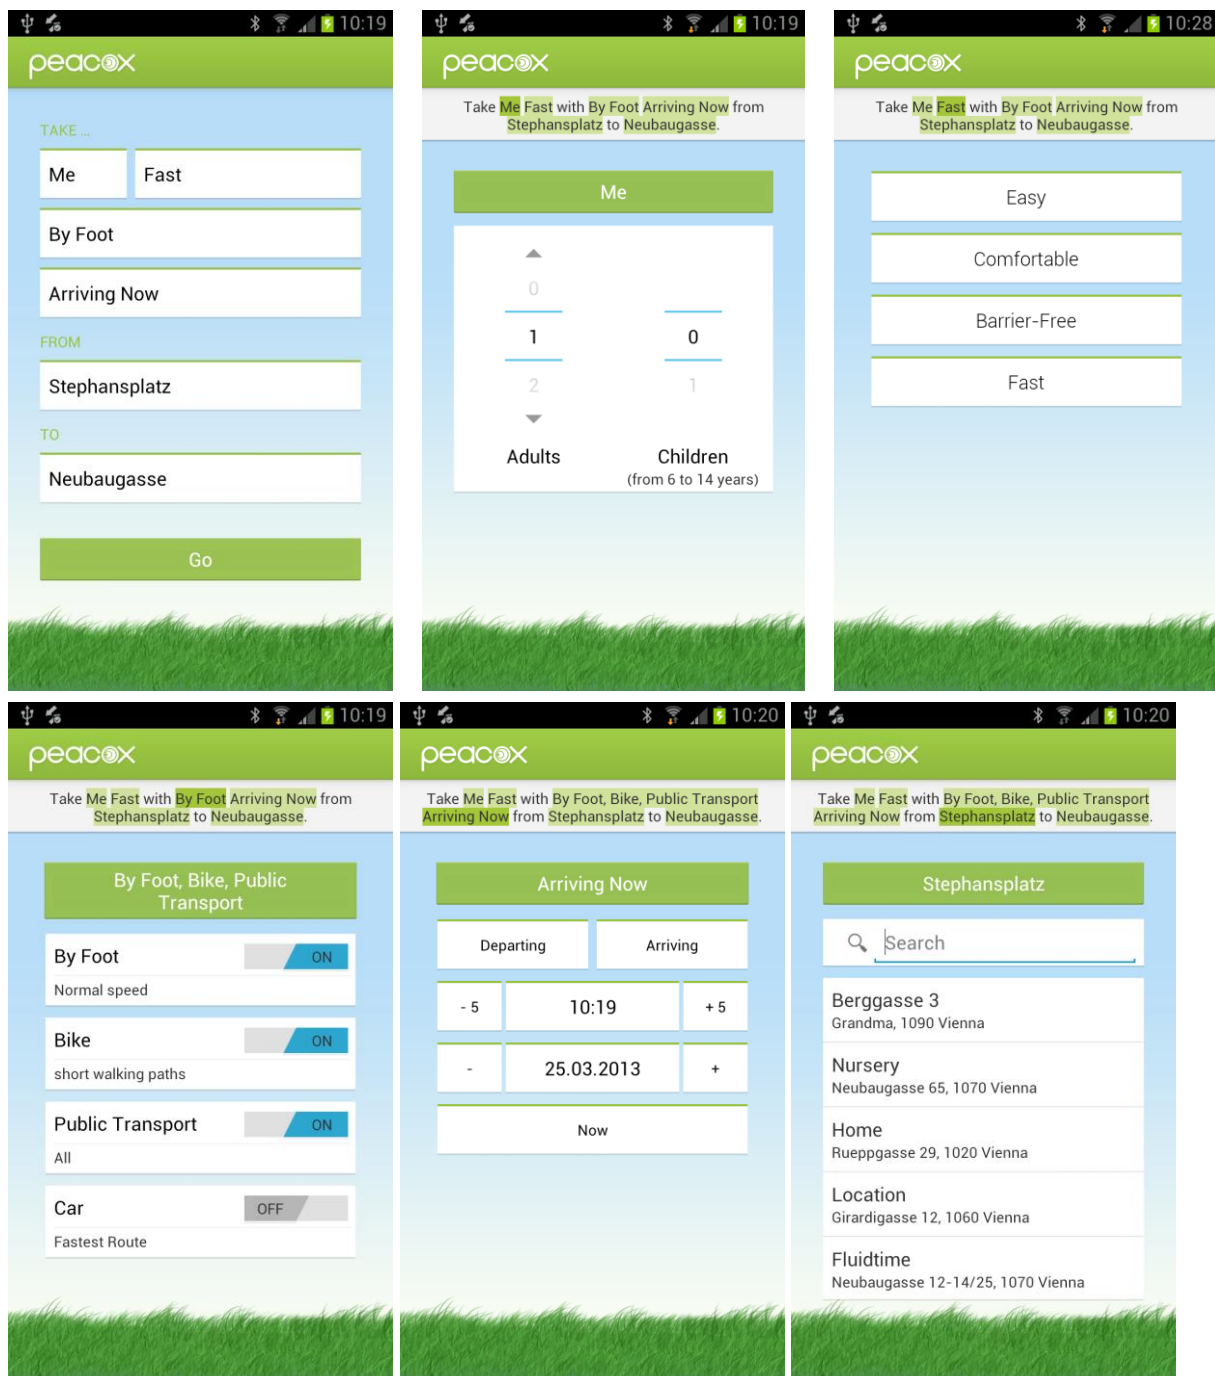 10:19
peacox
TAKE ...
Me
Fast
By Foot
Arriving Now
FROM
Stephansplatz
TO
Neubaugasse
Go
10:19
peacox
Take Me Fast with By Foot Arriving Now from
Stephansplatz to Neubaugasse.
Me
0
1
0
2
1
Adults
Children
(from 6 to 14 years)
10:28
peacox
Take Me Fast with By Foot Arriving Now from
Stephansplatz to Neubaugasse.
Easy
Comfortable
Barrier-Free
Fast
10:19
peacox
Take Me Fast with By Foot Arriving Now from
Stephansplatz to Neubaugasse.
By Foot, Bike, Public
Transport
By Foot
ON
Normal speed
Bike
ON
short walking paths
Public Transport
ON
All
Car
OFF
Fastest Route
10:20
peacox
Take Me Fast with By Foot, Bike, Public Transport
Arriving Now from Stephansplatz to Neubaugasse.
Arriving Now
Departing
Arriving
- 5
10:19
+ 5
-
25.03.2013
+
Now
10:20
peacox
Take Me Fast with By Foot, Bike, Public Transport
Arriving Now from Stephansplatz to Neubaugasse.
Stephansplatz
Search
Berggasse 3
Grandma, 1090 Vienna
Nursery
Neubaugasse 65, 1070 Vienna
Home
Rueppgasse 29, 1020 Vienna
Location
Girardigasse 12, 1060 Vienna
Fluidtime
Neubaugasse 12-14/25, 1070 Vienna